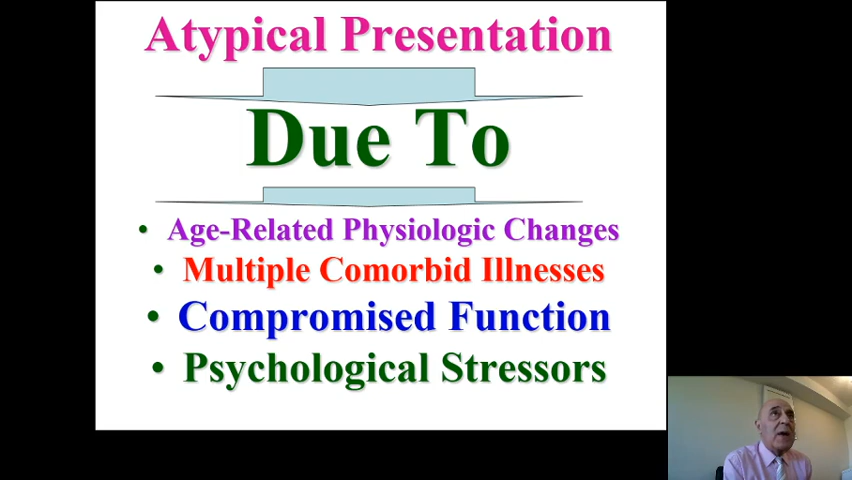 Atypical Presentation
Due To
• Age-Related Physiologic Changes
• Multiple Comorbid Illnesses
• Compromised Function
• Psychological Stressors